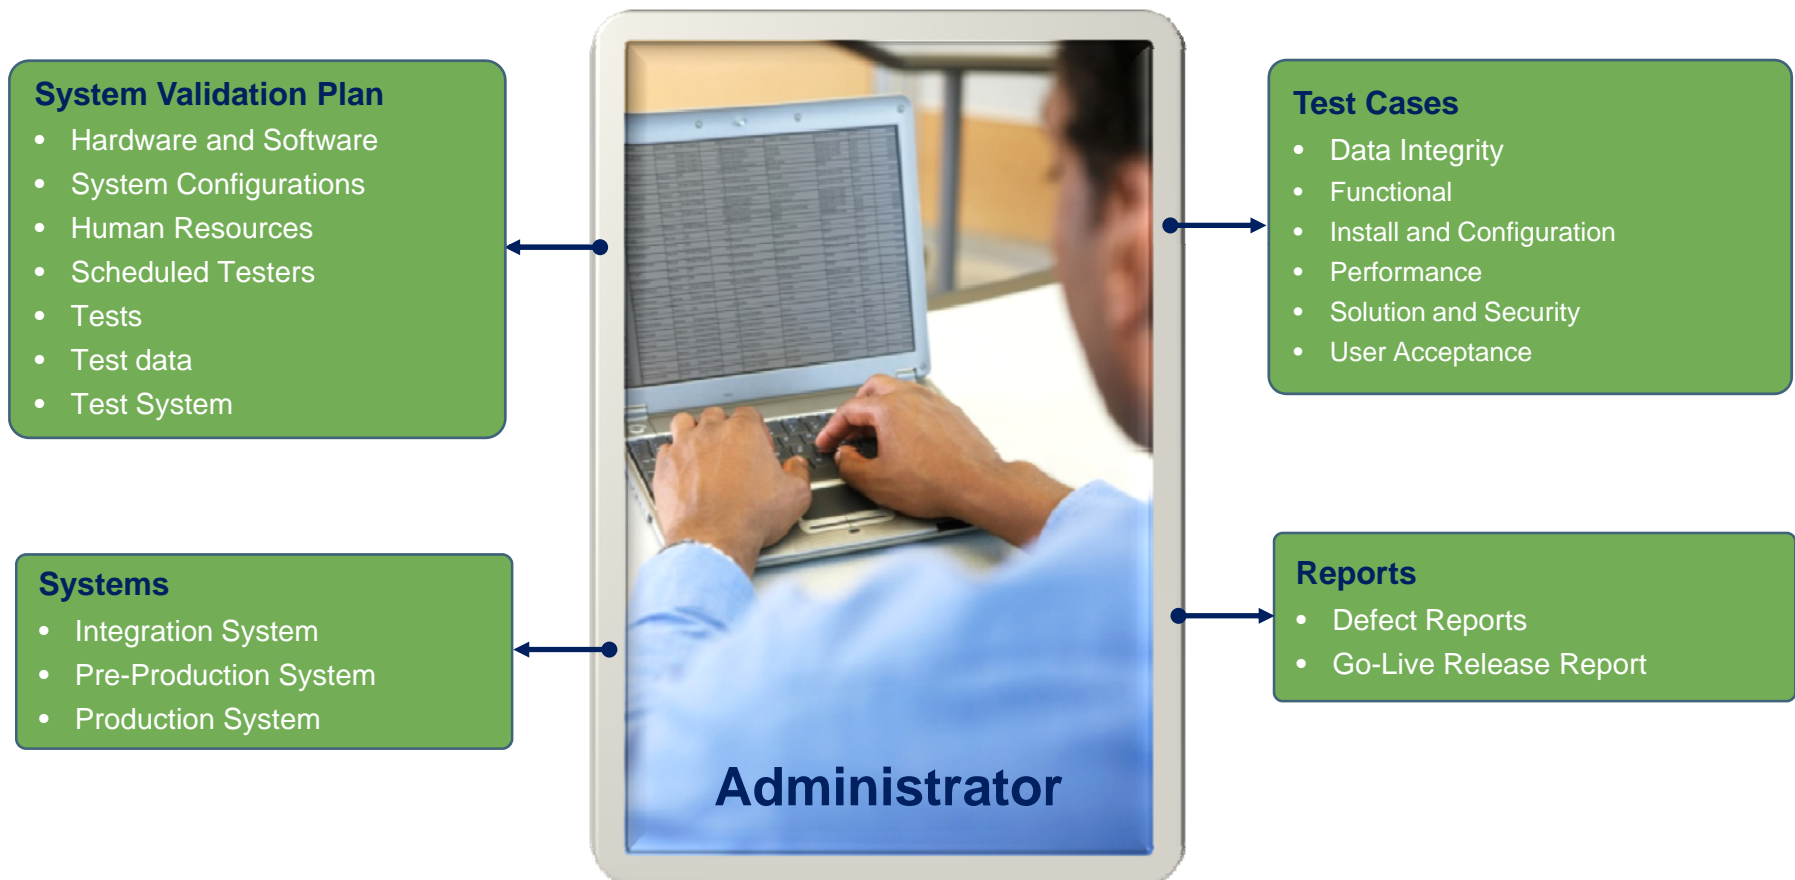 System Validation Plan
• Hardware and Software
• System Configurations
• Human Resources
• Scheduled Testers
• Tests
• Test data
• Test System
Systems
• Integration System
• Pre-Production System
• Production System
Administrator
Test Cases
• Data Integrity
• Functional
• Install and Configuration
• Performance
• Solution and Security
• User Acceptance
Reports
• Defect Reports
• Go-Live Release Report